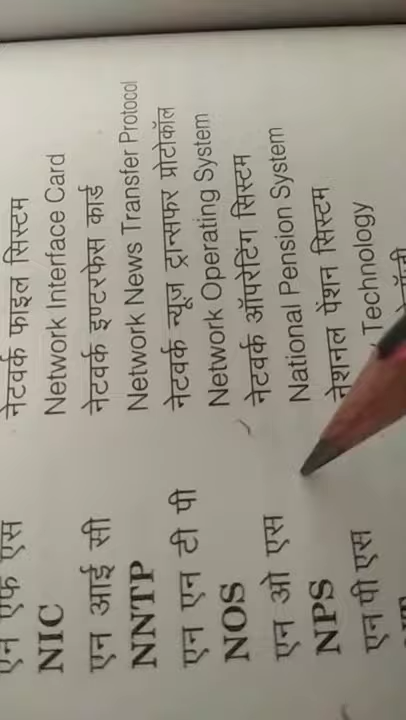 एन एफ एस नेटवर्क फाइल सिस्टम
NIC Network Interface Card
एन आई सी नेटवर्क इण्टरफेस कार्ड
NNTP Network News Transfer Protocol
एन एन टी पी नेटवर्क न्यूज़ ट्रान्सफर प्रोटोकॉल
NOS Network Operating System
एन ओ एस नेटवर्क ऑपरेटिंग सिस्टम
NPS National Pension System
एन पी एस नेशनल पेंशन सिस्टम
Technology